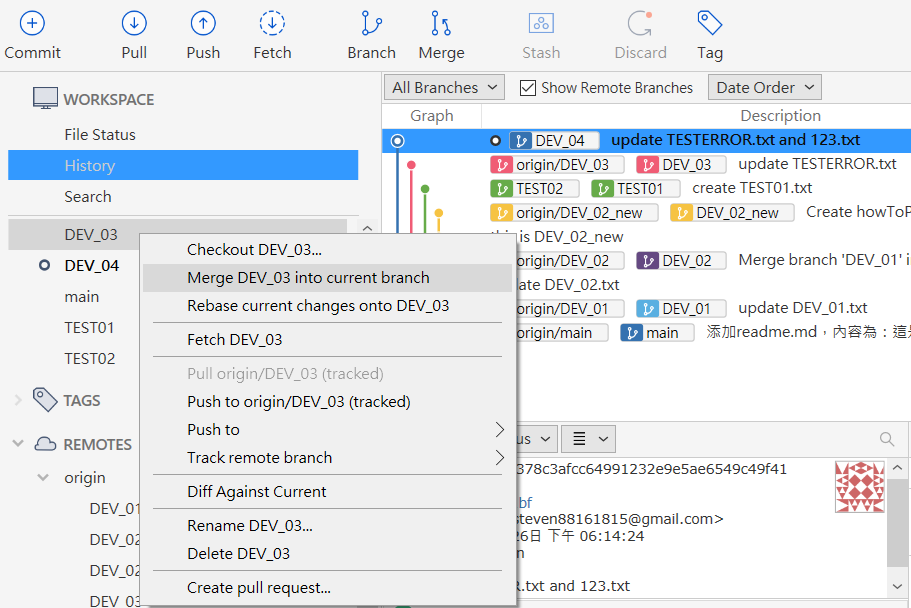 Commit Pull Push Fetch Branch Merge Stash Discard Tag
WORKSPACE
File Status
History
Search
DEV_03
DEV_04
main
TEST01
TEST02
TAGS
REMOTES
origin
DEV_01
DEV_02
DEV_02
DEV_03
Checkout DEV_03...
Merge DEV_03 into current branch
Rebase current changes onto DEV_03
Fetch DEV_03
Pull origin/DEV_03 (tracked)
Push to origin/DEV_03 (tracked)
Push to
Track remote branch
Diff Against Current
Rename DEV_03...
Delete DEV_03
Create pull request...
All Branches Show Remote Branches Date Order
Graph Description
DEV_04 update TESTERROR.txt and 123.txt
origin/DEV_03 DEV_03 update TESTERROR.txt
TEST02 TEST01 create TEST01.txt
origin/DEV_02_new DEV_02_new Create howToP
this is DEV_02_new
origin/DEV_02 DEV_02 Merge branch 'DEV_01' i
ate DEV_02.txt
origin/DEV_01 DEV_01 update DEV_01.txt
origin/main main 添加readme.md，內容為：這是
us
378c3afcc64991232e9e5ae6549c49f41
bf
steven88161815@gmail.com>
26日 下午 06:14:24
n
R.txt and 123.txt